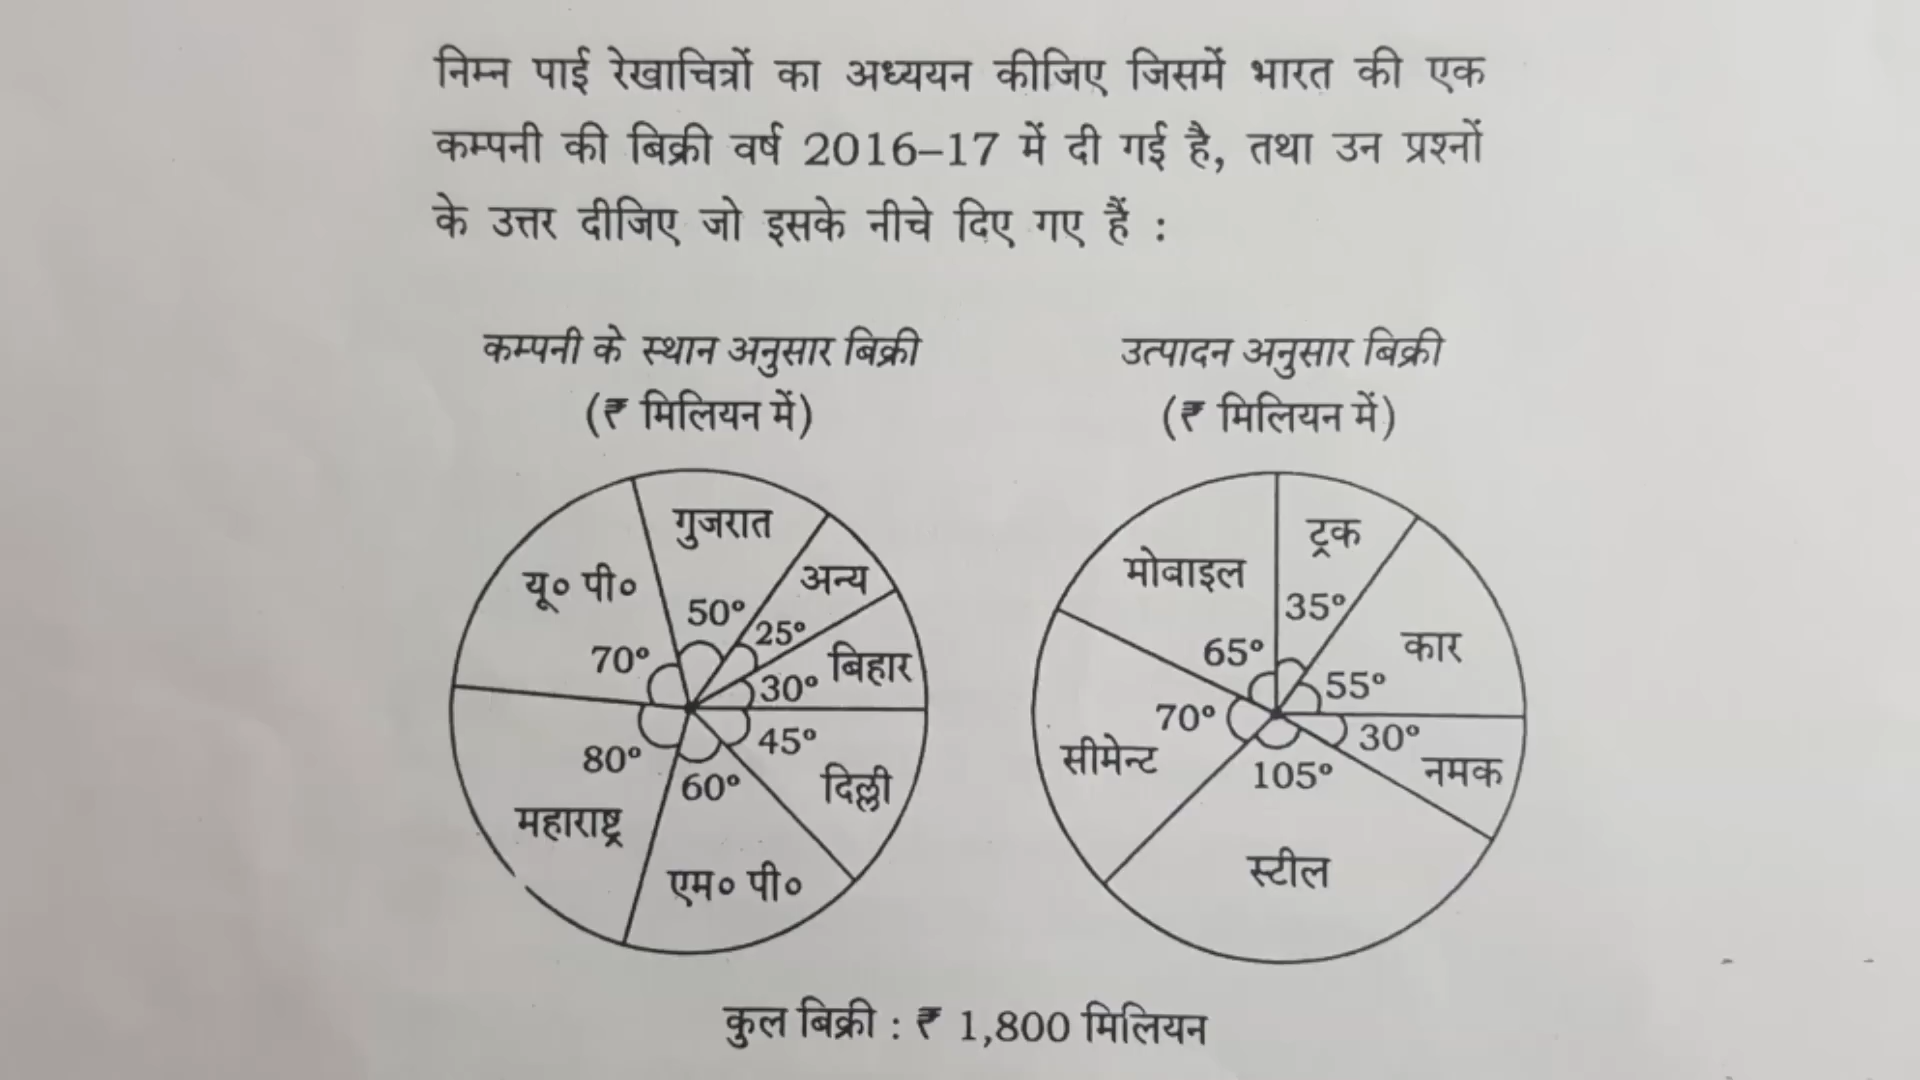 निम्न पाई रेखाचित्रों का अध्ययन कीजिए जिसमें भारत की एक
कम्पनी की बिक्री वर्ष 2016–17 में दी गई है, तथा उन प्रश्नों
के उत्तर दीजिए जो इसके नीचे दिए गए हैं :
कम्पनी के स्थान अनुसार बिक्री
(₹ मिलियन में)
गुजरात
50°
अन्य
25°
बिहार
30°
दिल्ली
45°
एम॰ पी॰
60°
महाराष्ट्र
80°
यू॰ पी॰
70°
उत्पादन अनुसार बिक्री
(₹ मिलियन में)
ट्रक
35°
कार
55°
नमक
30°
स्टील
105°
सीमेन्ट
70°
मोबाइल
65°
कुल बिक्री : ₹ 1,800 मिलियन